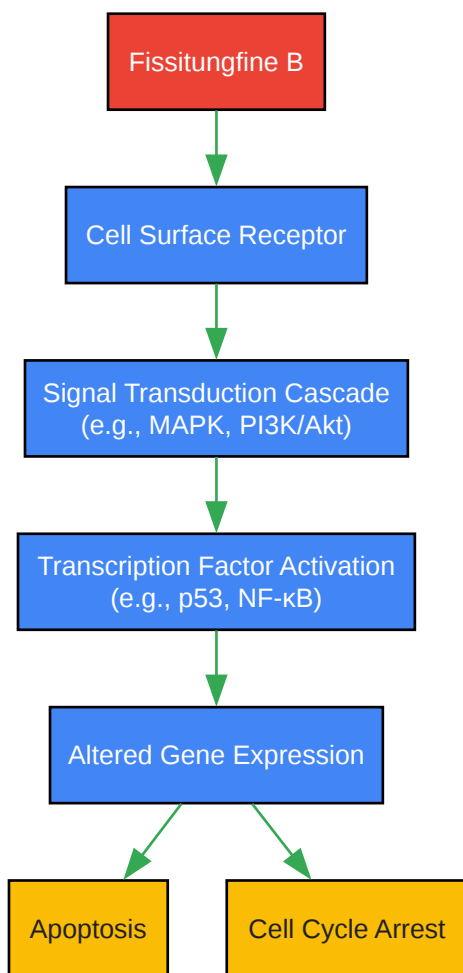 Fissitungfine B
Cell Surface Receptor
Signal Transduction Cascade
(e.g., MAPK, PI3K/Akt)
Transcription Factor Activation
(e.g., p53, NF-κB)
Altered Gene Expression
Apoptosis
Cell Cycle Arrest